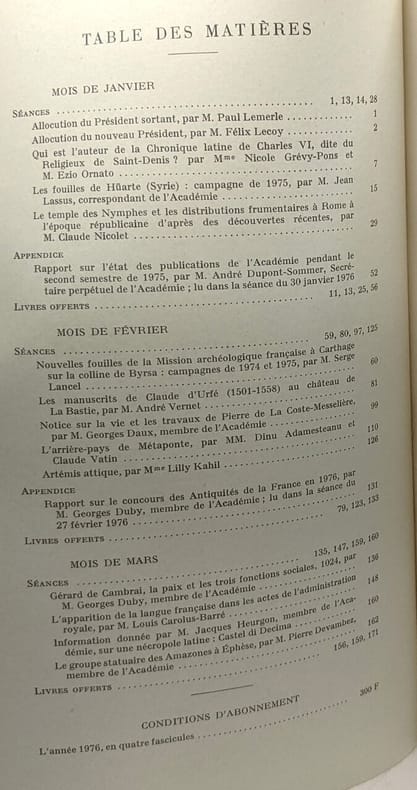 TABLE DES MATIÈRES
MOIS DE JANVIER
SÉANCES ........ 1, 13, 14, 28
Allocution du Président sortant, par M. Paul Lemerle ........ 1
Allocution du nouveau Président, par M. Félix Lecoy ........ 2
Qui est l'auteur de la Chronique latine de Charles VI, dite du
Religieux de Saint-Denis ? par Mme Nicole Grévy-Pons et
M. Ezio Ornato ........ 7
Les fouilles de Hūarte (Syrie) : campagne de 1975, par M. Jean
Lassus, correspondant de l'Académie ........ 15
Le temple des Nymphes et les distributions frumentaires à Rome à
l'époque républicaine d'après des découvertes récentes, par
M. Claude Nicolet ........ 29
APPENDICE
Rapport sur l'état des publications de l'Académie pendant le
second semestre de 1975, par M. André Dupont-Sommer, Secré-
taire perpétuel de l'Académie ; lu dans la séance du 30 janvier 1976 52
LIVRES OFFERTS ........ 11, 13, 25, 56
MOIS DE FÉVRIER
SÉANCES ........ 59, 80, 97, 125
Nouvelles fouilles de la Mission archéologique française à Carthage
sur la colline de Byrsa : campagnes de 1974 et 1975, par M. Serge
Lancel ........ 60
Les manuscrits de Claude d'Urfé (1501-1558) au château de
La Bastie, par M. André Vernet ........ 81
Notice sur la vie et les travaux de Pierre de La Coste-Messelière,
par M. Georges Daux, membre de l'Académie ........ 99
L'arrière-pays de Métaponte, par MM. Dinu Adamesteanu et
Claude Vatin ........ 110
Artémis attique, par Mme Lilly Kahil ........ 126
APPENDICE
Rapport sur le concours des Antiquités de la France en 1976, par
M. Georges Duby, membre de l'Académie ; lu dans la séance du
27 février 1976 ........ 131
LIVRES OFFERTS ........ 79, 123, 133
MOIS DE MARS
SÉANCES ........ 135, 147, 159, 160
Gérard de Cambrai, la paix et les trois fonctions sociales, 1024, par
M. Georges Duby, membre de l'Académie ........ 136
L'apparition de la langue française dans les actes de l'administration
royale, par M. Louis Carolus-Barré ........ 148
Information donnée par M. Jacques Heurgon, membre de l'Aca-
démie, sur une nécropole latine : Castel di Decima ........ 160
Le groupe statuaire des Amazones à Éphèse, par M. Pierre Devambez,
membre de l'Académie ........ 162
LIVRES OFFERTS ........ 156, 159, 171
CONDITIONS D'ABONNEMENT
L'année 1976, en quatre fascicules ........ 300 F